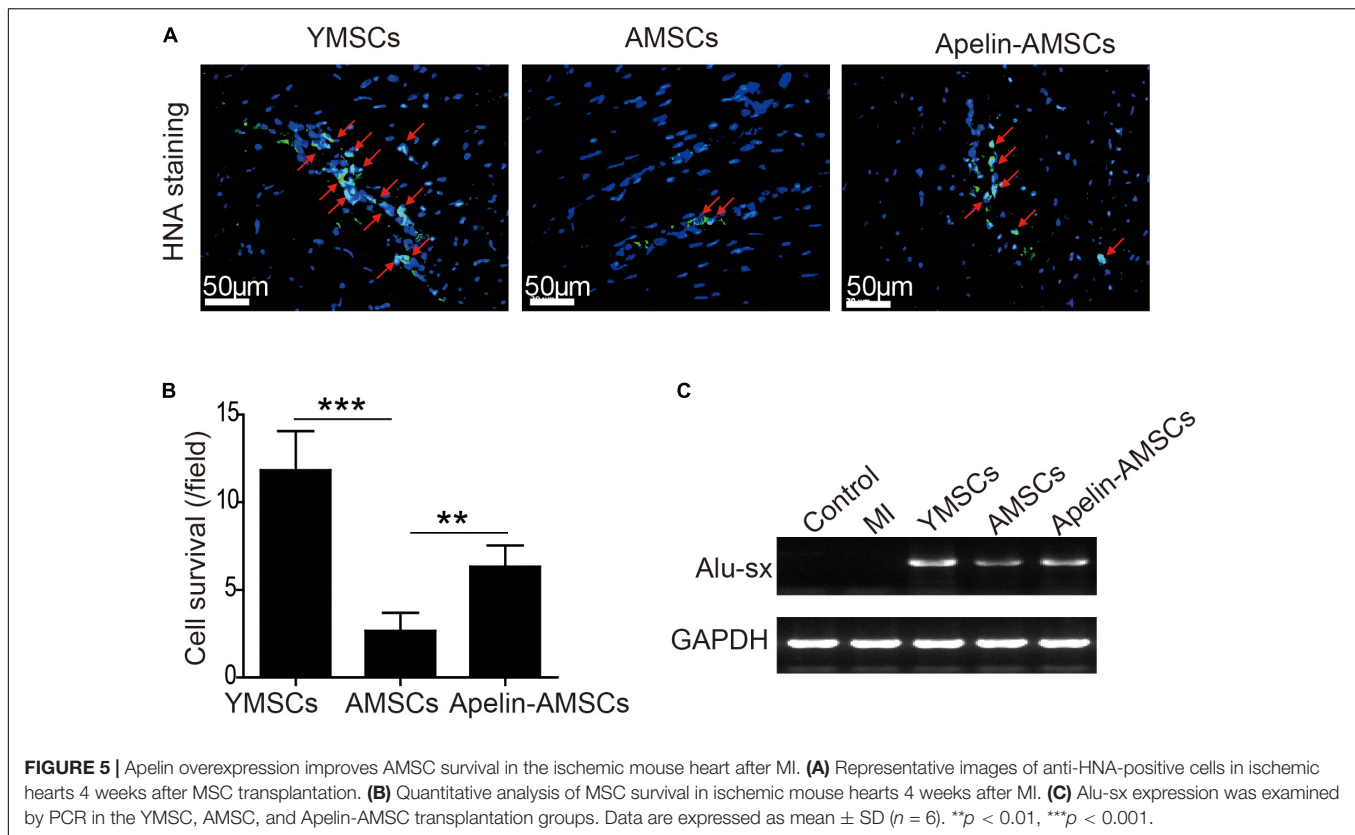 A
YMSCs
AMSCs
Apelin-AMSCs
HNA staining
50μm
50μm
50μm
B
Cell survival (/field)
15
10
5
0
***
**
YMSCs
AMSCs
Apelin-AMSCs
C
Control
MI
YMSCs
AMSCs
Apelin-AMSCs
Alu-sx
GAPDH
FIGURE 5 | Apelin overexpression improves AMSC survival in the ischemic mouse heart after MI. (A) Representative images of anti-HNA-positive cells in ischemic
hearts 4 weeks after MSC transplantation. (B) Quantitative analysis of MSC survival in ischemic mouse hearts 4 weeks after MI. (C) Alu-sx expression was examined
by PCR in the YMSC, AMSC, and Apelin-AMSC transplantation groups. Data are expressed as mean ± SD (n = 6). **p < 0.01, ***p < 0.001.